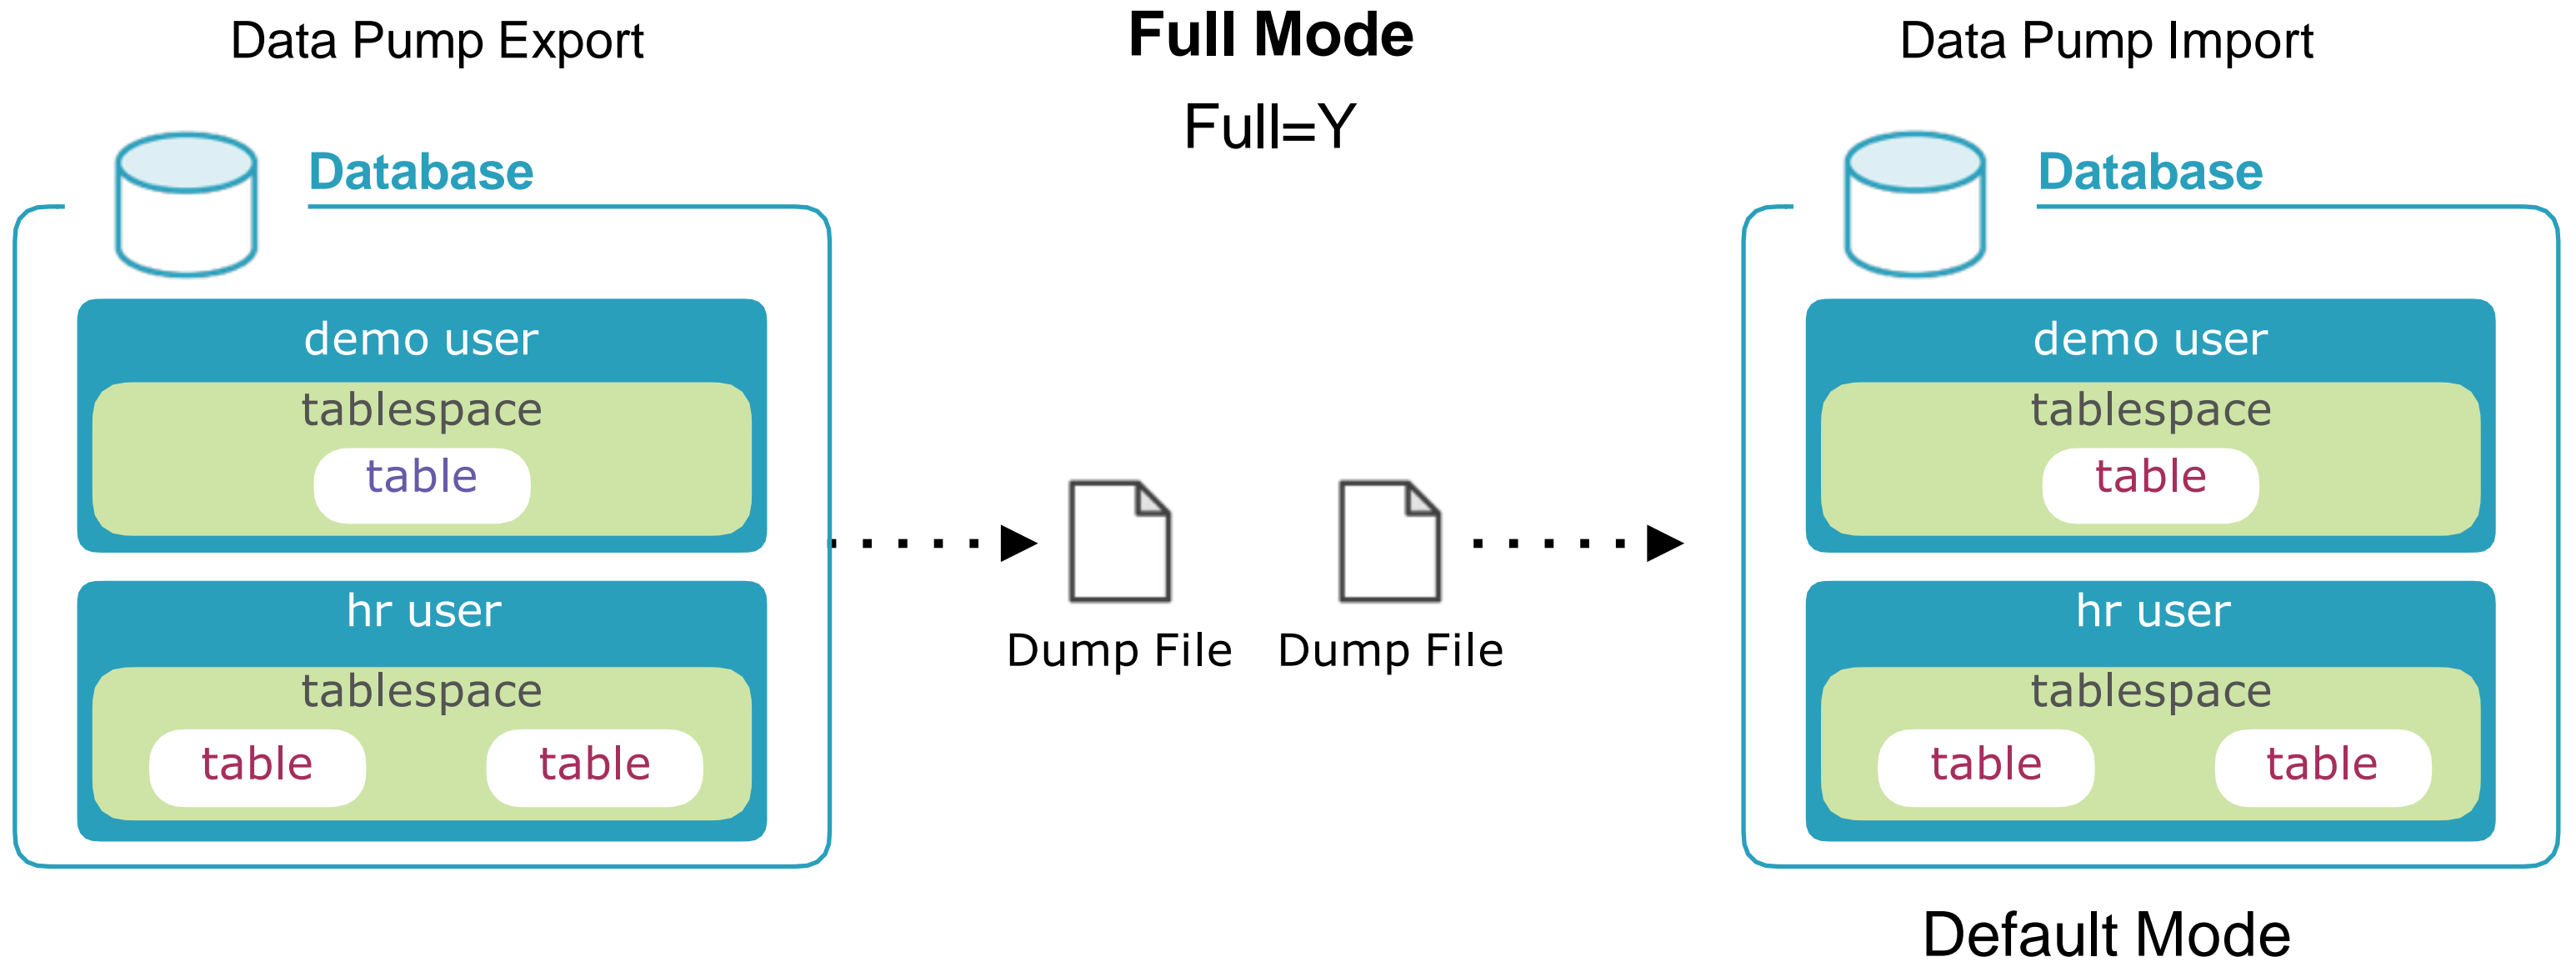 Data Pump Export
Full Mode
Data Pump Import
Full=Y
Database
demo user
tablespace
table
hr user
tablespace
table table
Dump File Dump File
Database
demo user
tablespace
table
hr user
tablespace
table table
Default Mode